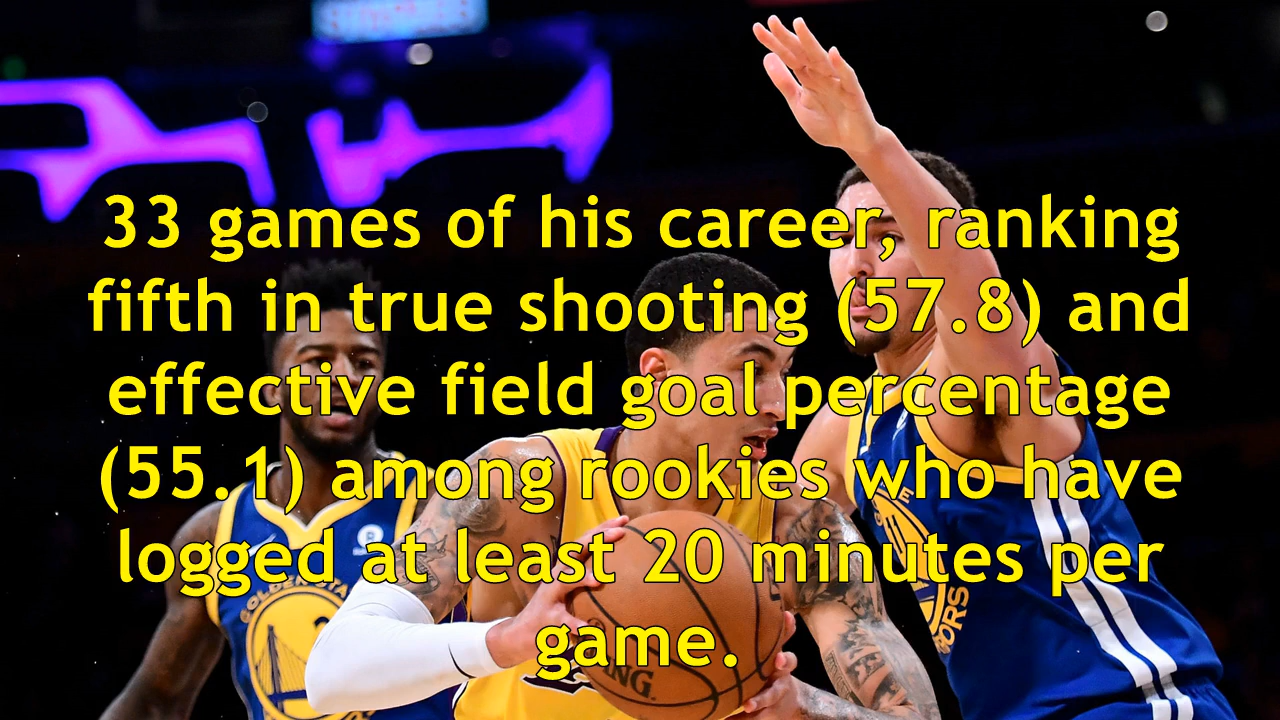 33 games of his career, ranking
fifth in true shooting (57.8) and
effective field goal percentage
(55.1) among rookies who have
logged at least 20 minutes per
game.